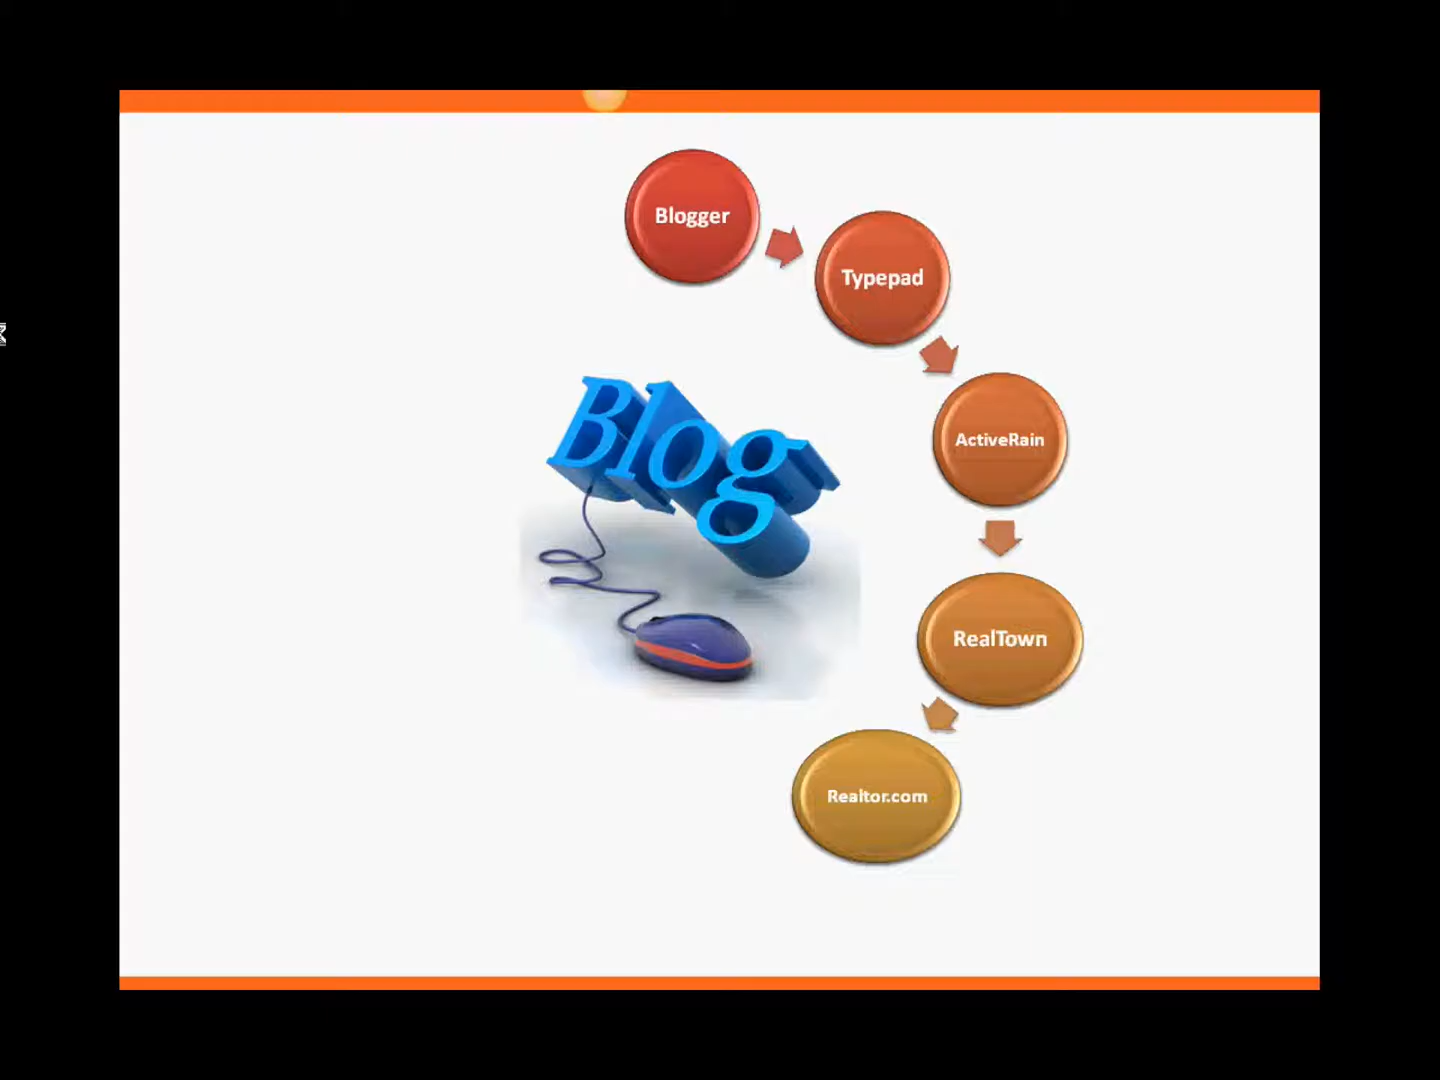 Blogger
Typepad
ActiveRain
Blog
RealTown
Realtor.com